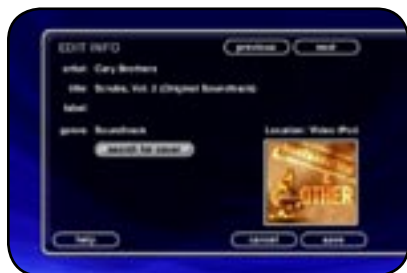 EDIT INFO
previous
next
artist: Cary Brothers
title: Scrubs, Vol. 2 (Original Soundtrack)
label:
genre: Soundtrack
Location: Video iPod
search for cover
OTHER
help
cancel
save